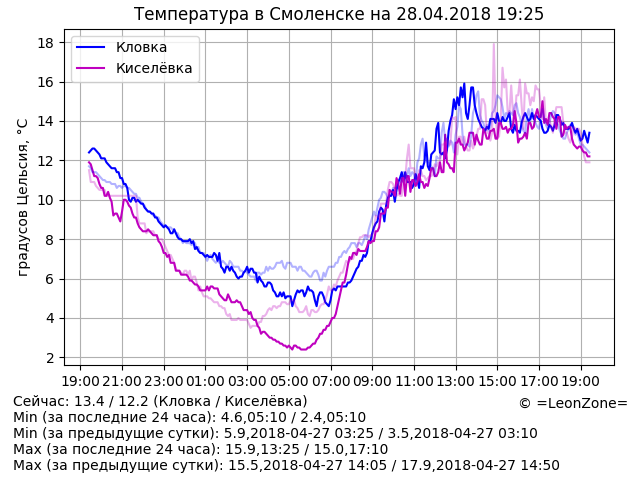 Температура в Смоленске на 28.04.2018 19:25
18
16
14
12
10
8
6
4
2
градусов Цельсия, °C
Кловка
Киселёвка
19:00 21:00 23:00 01:00 03:00 05:00 07:00 09:00 11:00 13:00 15:00 17:00 19:00
Сейчас: 13.4 / 12.2 (Кловка / Киселёвка)
© =LeonZone=
Min (за последние 24 часа): 4.6,05:10 / 2.4,05:10
Min (за предыдущие сутки): 5.9,2018-04-27 03:25 / 3.5,2018-04-27 03:10
Max (за последние 24 часа): 15.9,13:25 / 15.0,17:10
Max (за предыдущие сутки): 15.5,2018-04-27 14:05 / 17.9,2018-04-27 14:50